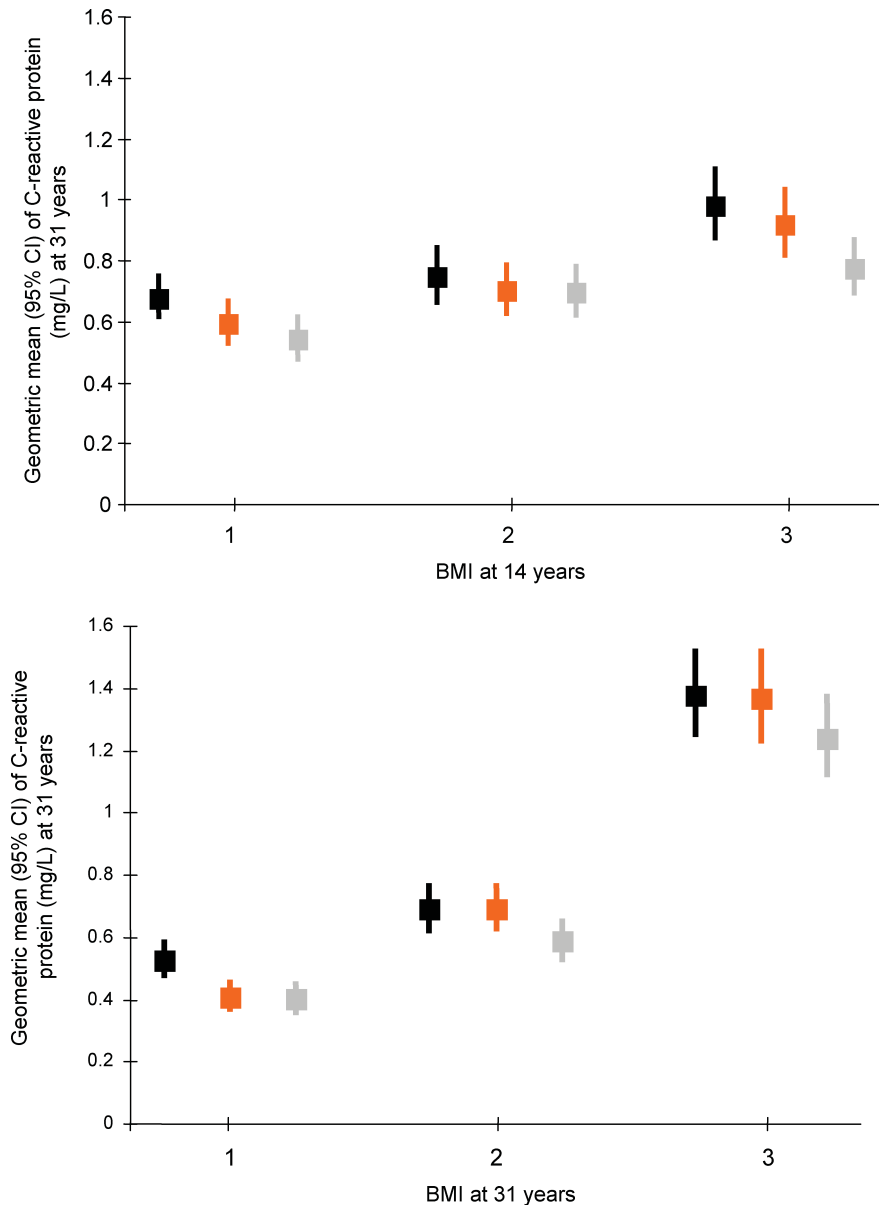 Geometric mean (95% CI) of C-reactive protein
(mg/L) at 31 years
1.6
1.4
1.2
1
0.8
0.6
0.4
0.2
0
1 2 3
BMI at 14 years
Geometric mean (95% CI) of C-reactive
protein (mg/L) at 31 years
1.6
1.4
1.2
1
0.8
0.6
0.4
0.2
0
1 2 3
BMI at 31 years